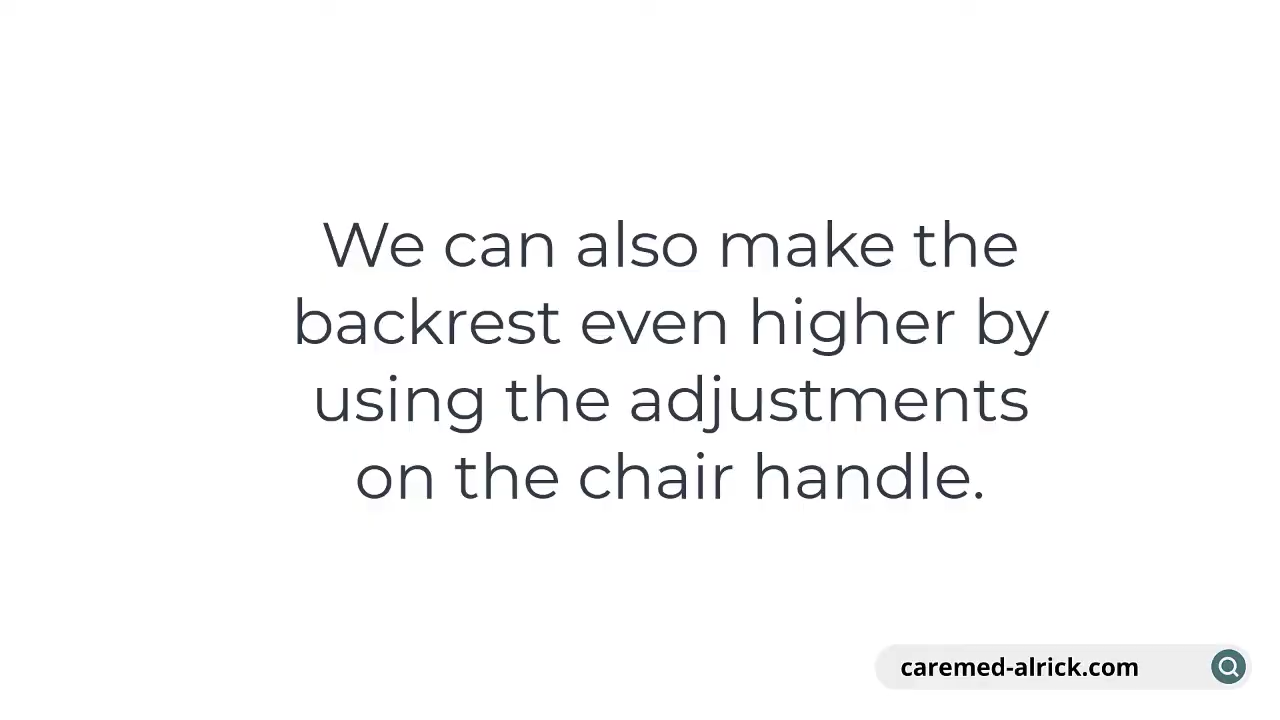 We can also make the
backrest even higher by
using the adjustments
on the chair handle.
caremed-alrick.com